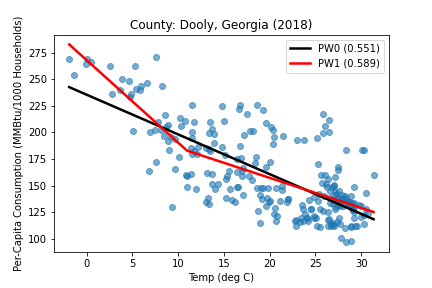 County: Dooly, Georgia (2018)
PW0 (0.551)
PW1 (0.589)
Per-Capita Consumption (MMBtu/1000 Households)
275
250
225
200
175
150
125
100
0 5 10 15 20 25 30
Temp (deg C)